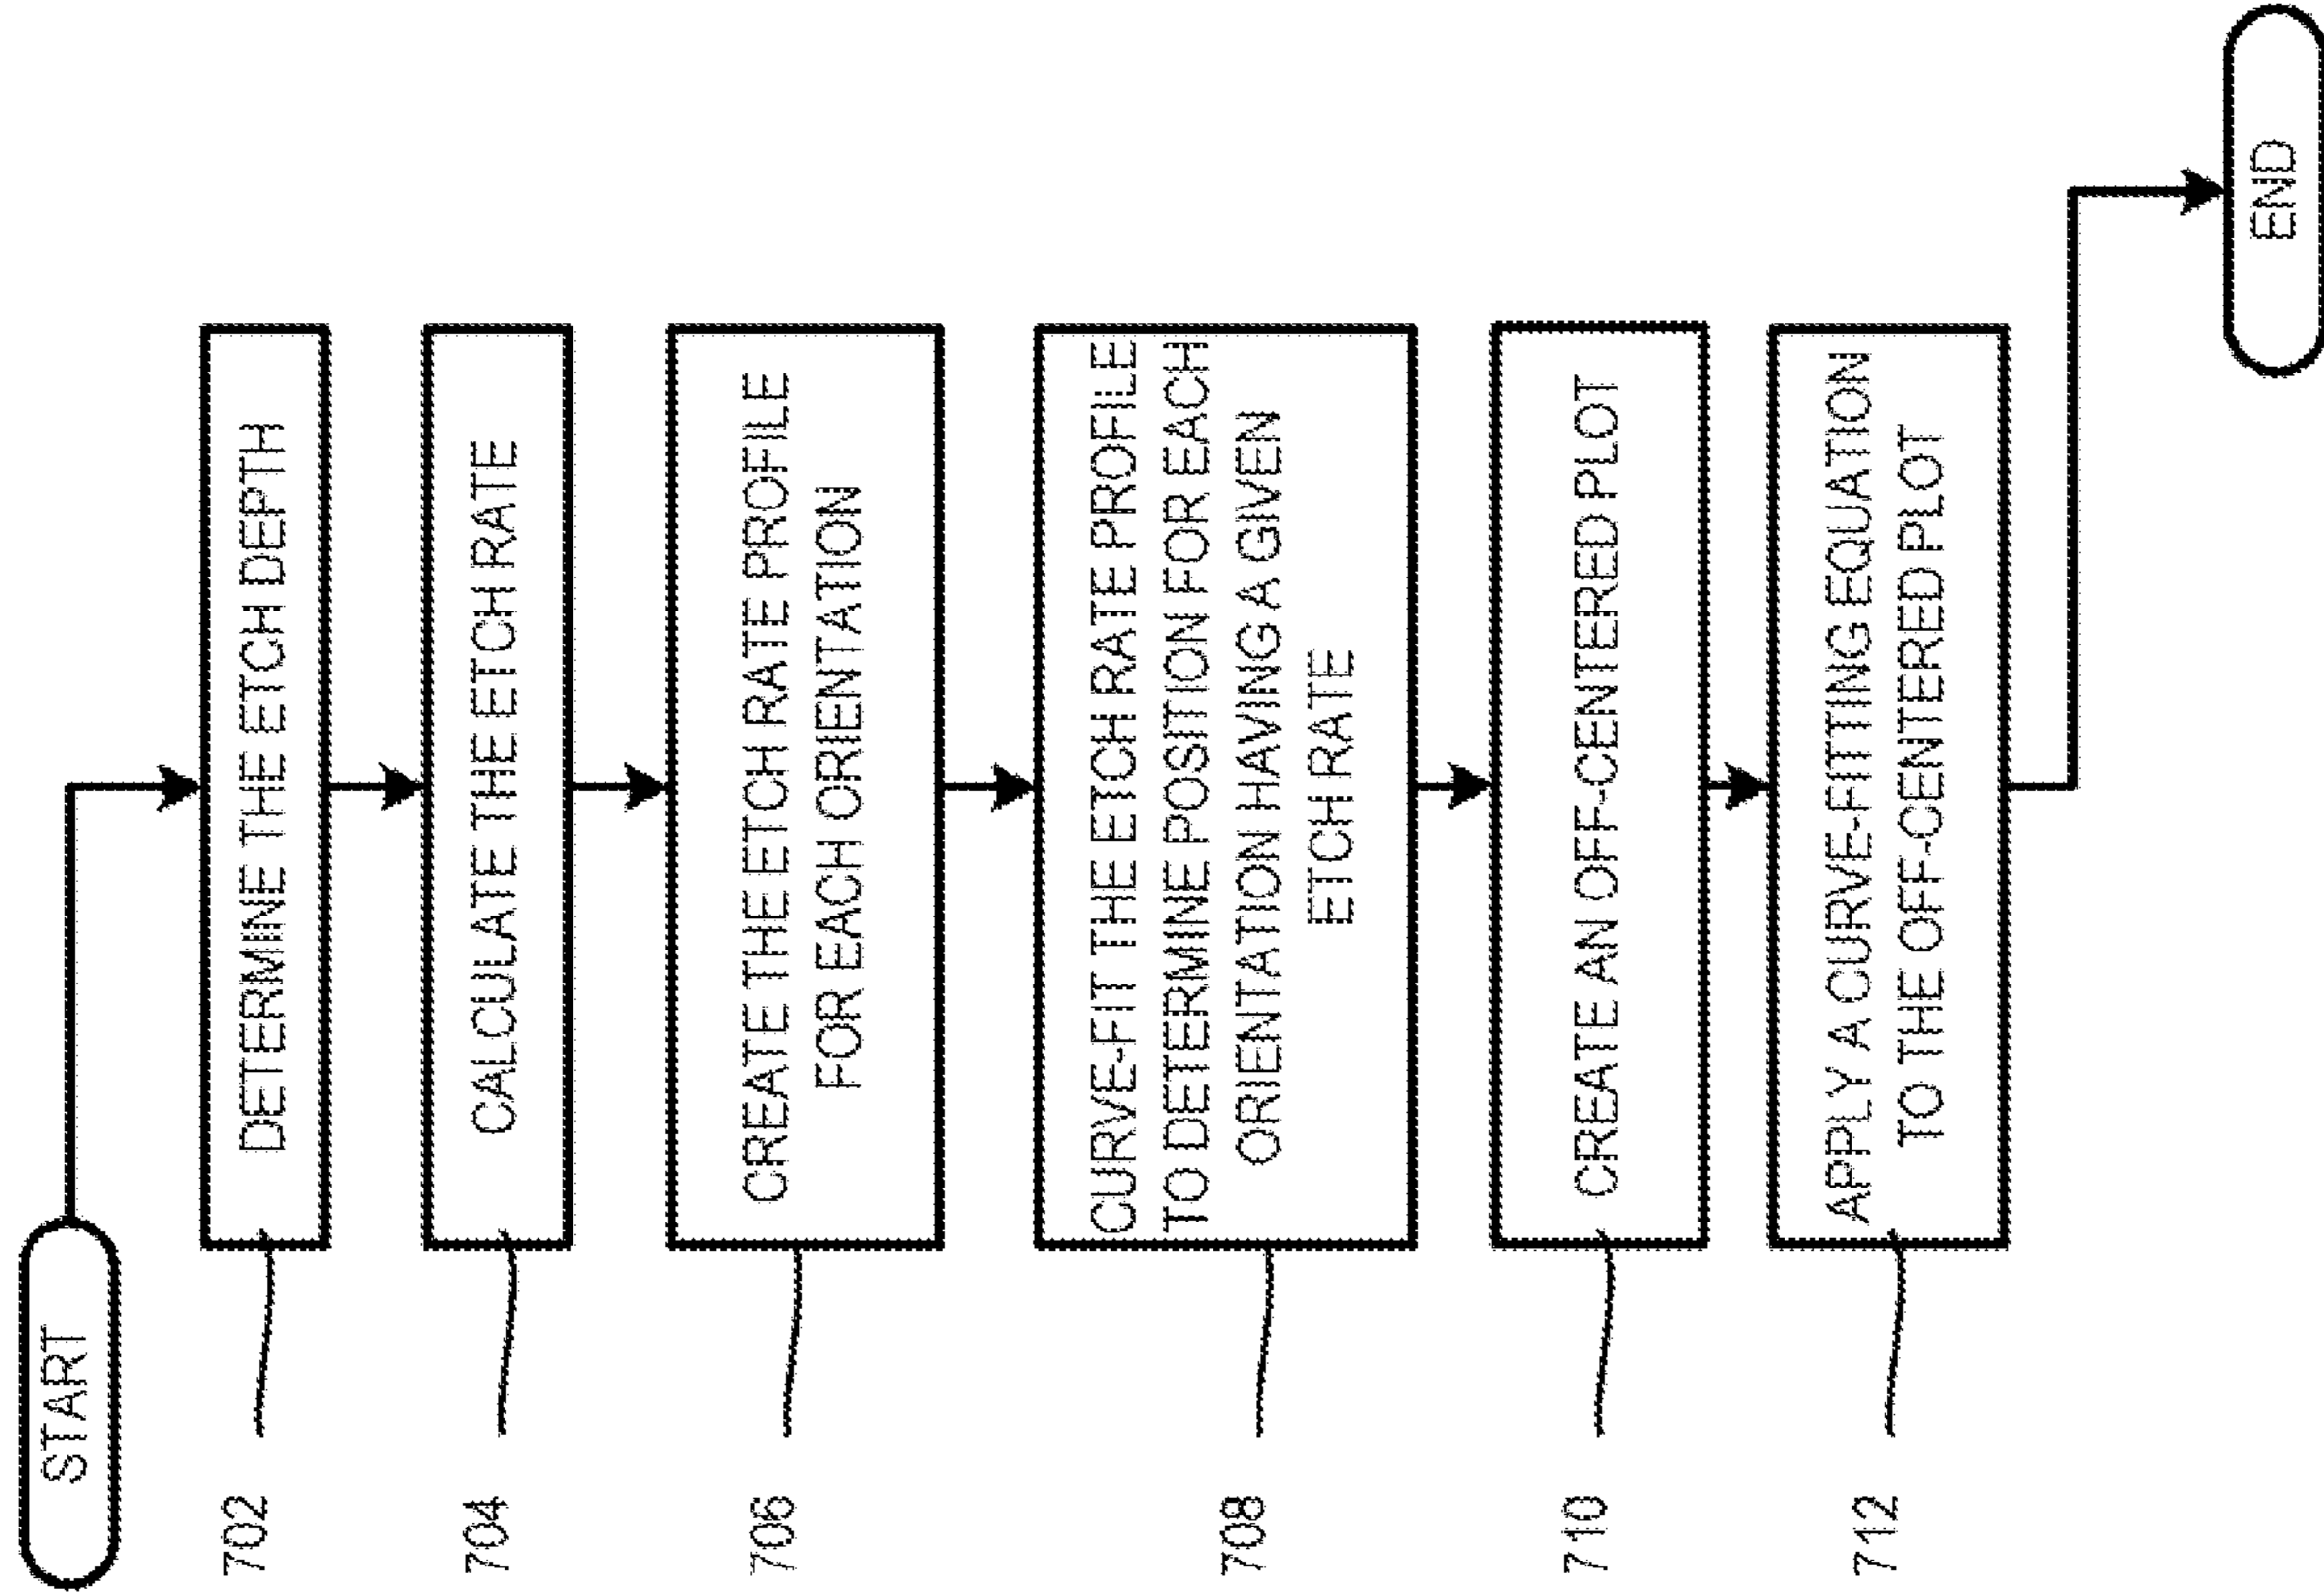 START
702
DETERMINE THE ETCH DEPTH
704
CALCULATE THE ETCH RATE
706
CREATE THE ETCH RATE PROFILE
FOR EACH ORIENTATION
708
CURVE-FIT THE ETCH RATE PROFILE
TO DETERMINE POSITION FOR EACH
ORIENTATION HAVING A GIVEN
ETCH RATE
710
CREATE AN OFF-CENTERED PLOT
712
APPLY A CURVE-FITTING EQUATION
TO THE OFF-CENTERED PLOT
END